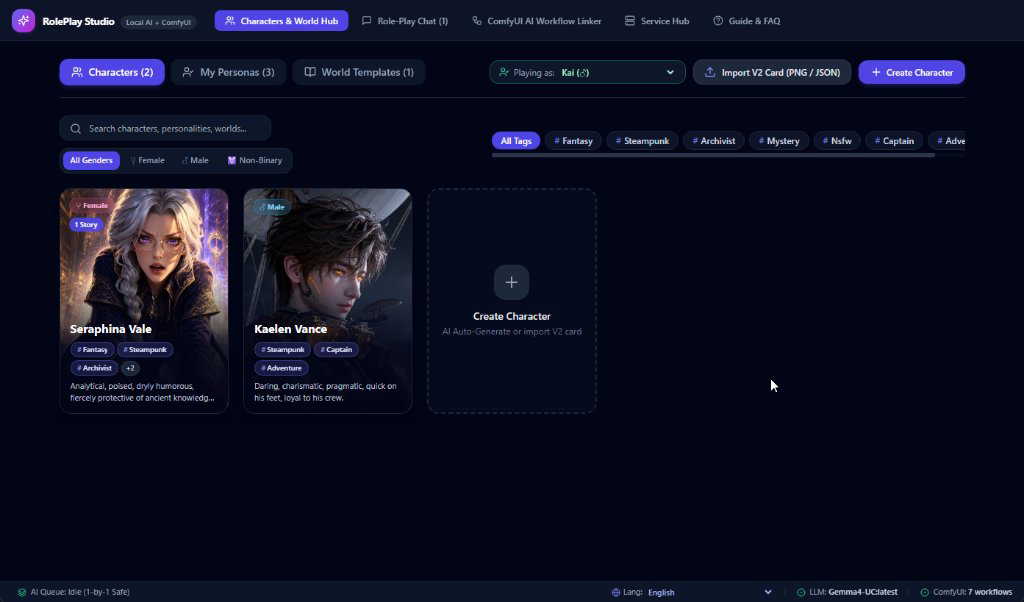 RolePlay Studio Local AI + ComfyUI Characters & World Hub Role-Play Chat (1) ComfyUI AI Workflow Linker Service Hub Guide & FAQ
Characters (2) My Personas (3) World Templates (1) Playing as: Kai (♂) Import V2 Card (PNG / JSON) + Create Character
Search characters, personalities, worlds...
All Tags # Fantasy # Steampunk # Archivist # Mystery # Nsfw # Captain # Adve
All Genders ♀ Female ♂ Male Non-Binary
♀ Female
1 Story
Seraphina Vale
# Fantasy # Steampunk
# Archivist +2
Analytical, poised, dryly humorous,
fiercely protective of ancient knowledg...
♂ Male
Kaelen Vance
# Steampunk # Captain
# Adventure
Daring, charismatic, pragmatic, quick on
his feet, loyal to his crew.
Create Character
AI Auto-Generate or import V2 card
AI Queue: Idle (1-by-1 Safe) Lang: English LLM: Gemma4-UC:latest ComfyUI: 7 workflows